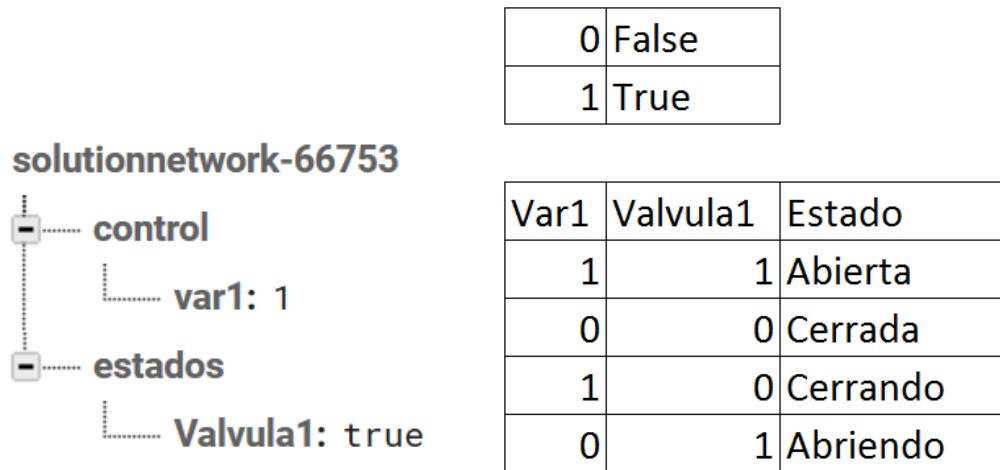 0 False
1 True
solutionnetwork-66753
control
var1: 1
estados
Valvula1: true
Var1 Valvula1 Estado
1 1 Abierta
0 0 Cerrada
1 0 Cerrando
0 1 Abriendo